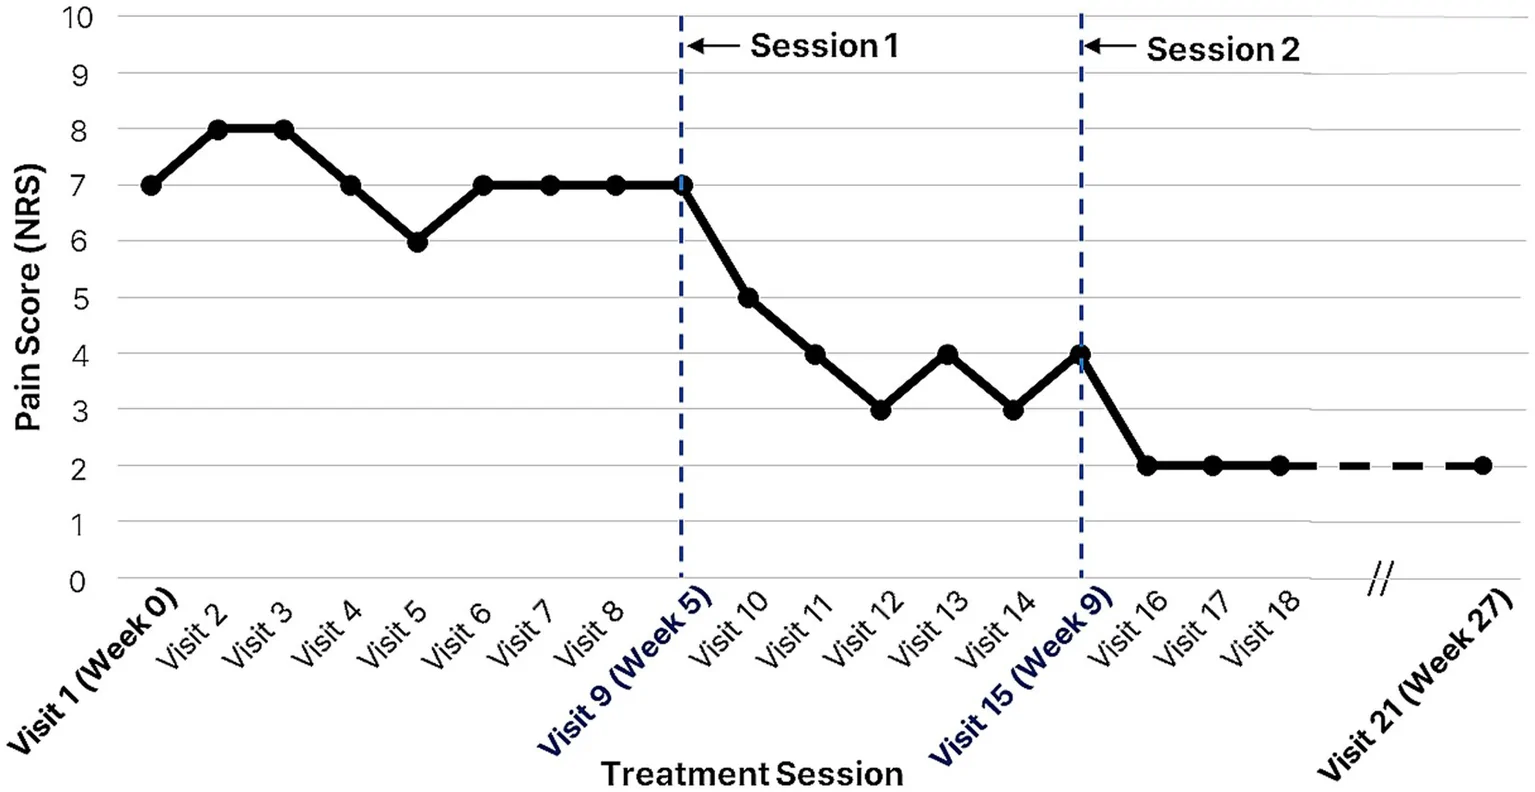 10
9
8
7
6
5
4
3
2
1
0
Pain Score (NRS)
Session 1
Session 2
Visit 1 (Week 0)
Visit 2
Visit 3
Visit 4
Visit 5
Visit 6
Visit 7
Visit 8
Visit 9 (Week 5)
Visit 10
Visit 11
Visit 12
Visit 13
Visit 14
Visit 15 (Week 9)
Visit 16
Visit 17
Visit 18
//
Visit 21 (Week 27)
Treatment Session